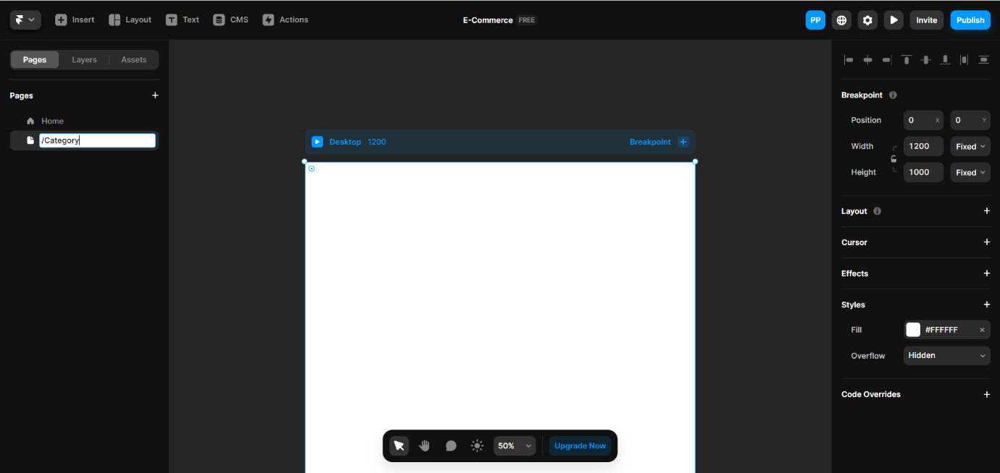 Insert Layout Text CMS Actions E-Commerce FREE PP Invite Publish
Pages Layers Assets
Pages
Home
/Category
Desktop 1200 Breakpoint
50% Upgrade Now
Breakpoint
Position 0 X 0 Y
Width 1200 Fixed
Height 1000 Fixed
Layout
Cursor
Effects
Styles
Fill #FFFFFF
Overflow Hidden
Code Overrides